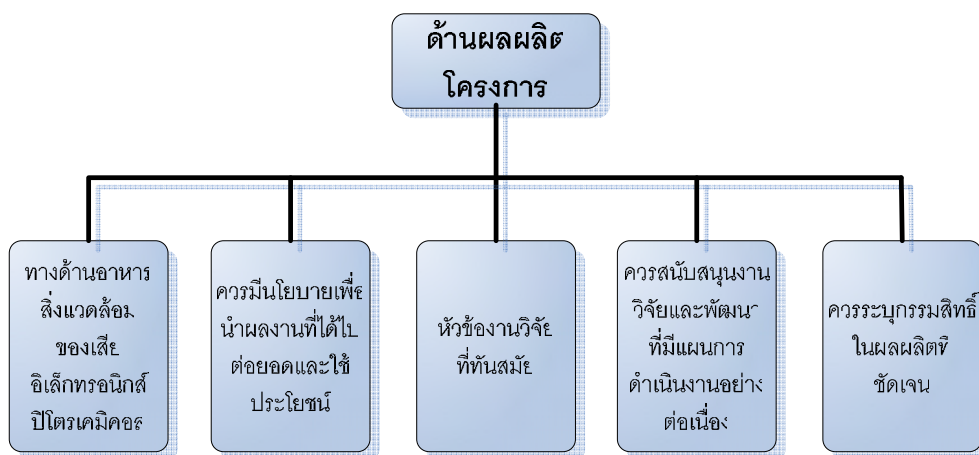 ด้านผลผลิต
โครงการ
ทางด้านอาหาร
สิ่งแวดล้อม
ของเสีย
อิเล็กทรอนิกส์
ปิโตรเคมิคอล
ควรมีนโยบายเพื่อ
นำผลงานที่ได้ไป
ต่อยอดและใช้
ประโยชน์
หัวข้องานวิจัย
ที่ทันสมัย
ควรสนับสนุนงาน
วิจัยและพัฒนา
ที่มีแผนการ
ดำเนินงานอย่าง
ต่อเนื่อง
ควรระบุกรรมสิทธิ์
ในผลผลิตที่
ชัดเจน